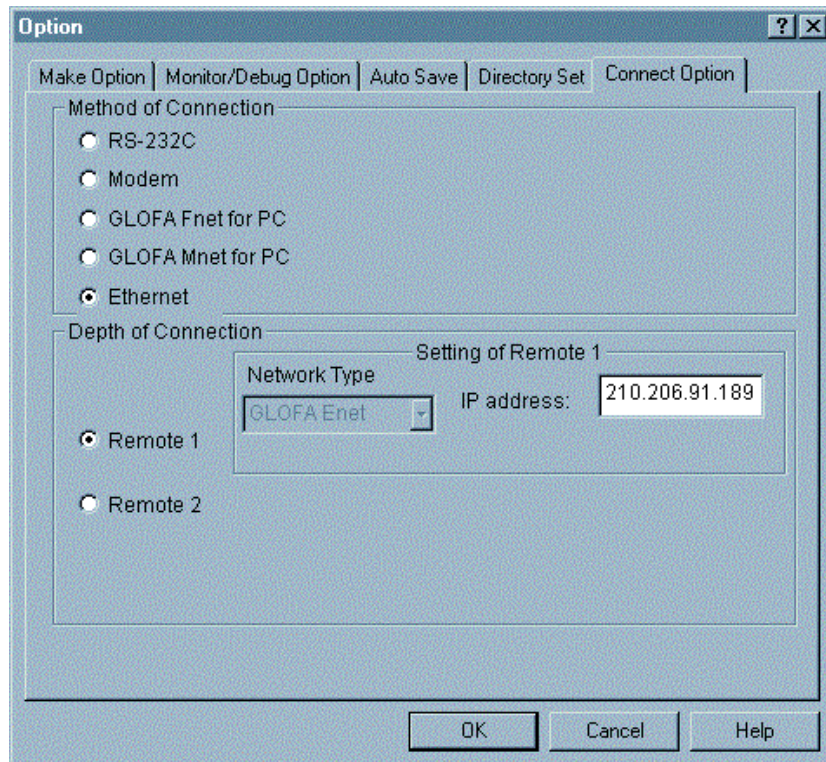 Option
Make Option Monitor/Debug Option Auto Save Directory Set Connect Option
Method of Connection
RS-232C
Modem
GLOFA Fnet for PC
GLOFA Mnet for PC
Ethernet
Depth of Connection
Setting of Remote 1
Network Type
GLOFA Enet
IP address:
210.206.91.189
Remote 1
Remote 2
OK Cancel Help